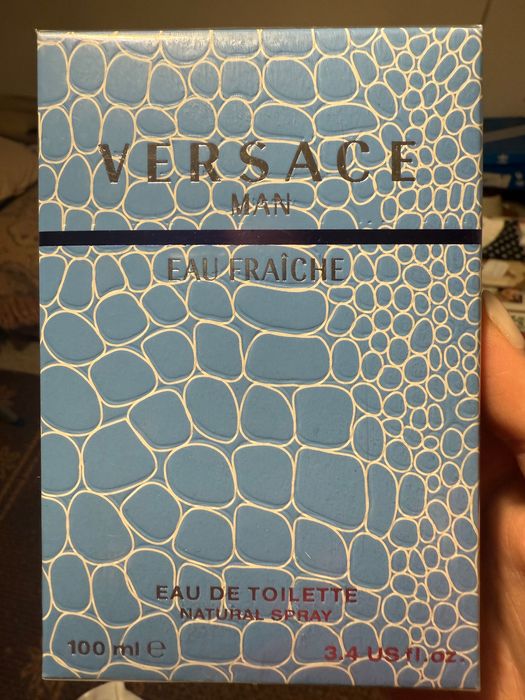 VERSACE
MAN
EAU FRAÎCHE
EAU DE TOILETTE
NATURAL SPRAY
100 ml ℮ 3.4 US fl.oz.